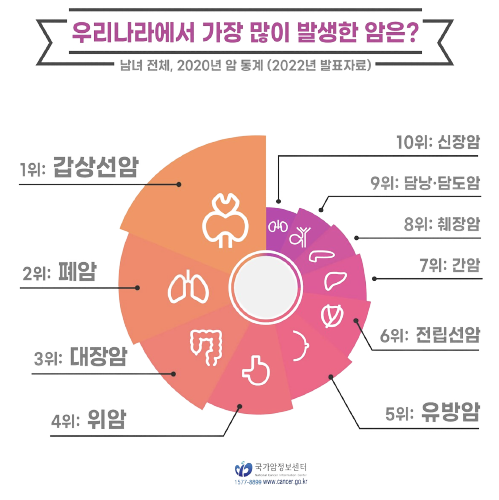 우리나라에서 가장 많이 발생한 암은?
남녀 전체, 2020년 암 통계 (2022년 발표자료)
1위: 갑상선암
2위: 폐암
3위: 대장암
4위: 위암
5위: 유방암
6위: 전립선암
7위: 간암
8위: 췌장암
9위: 담낭·담도암
10위: 신장암
국가암정보센터
1577-8899 www.cancer.go.kr